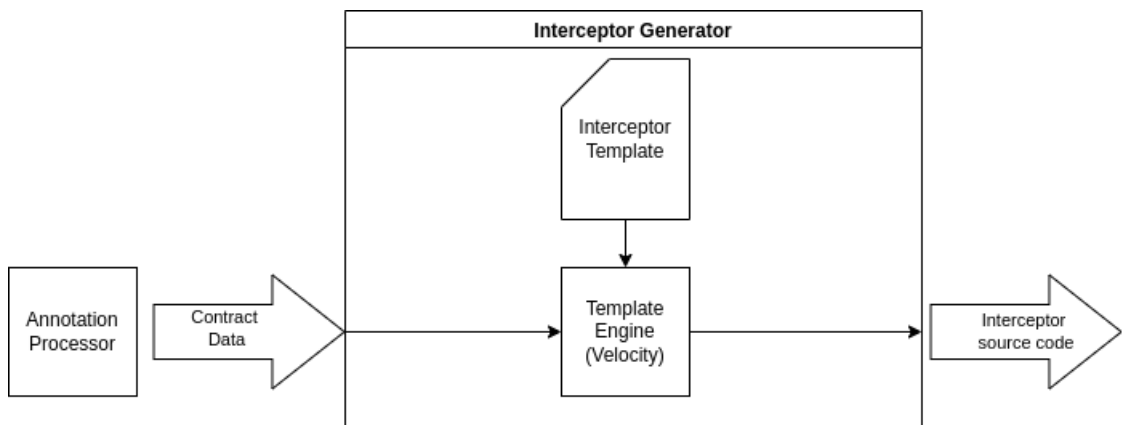 Interceptor Generator
Interceptor
Template
Annotation
Processor
Contract
Data
Template
Engine
(Velocity)
Interceptor
source code